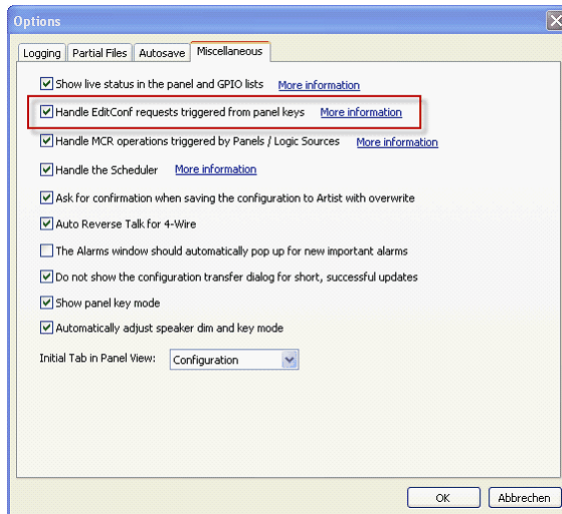 Options
Logging Partial Files Autosave Miscellaneous
Show live status in the panel and GPIO lists More information
Handle EditConf requests triggered from panel keys More information
Handle MCR operations triggered by Panels / Logic Sources More information
Handle the Scheduler More information
Ask for confirmation when saving the configuration to Artist with overwrite
Auto Reverse Talk for 4-Wire
The Alarms window should automatically pop up for new important alarms
Do not show the configuration transfer dialog for short, successful updates
Show panel key mode
Automatically adjust speaker dim and key mode
Initial Tab in Panel View: Configuration
OK Abbrechen